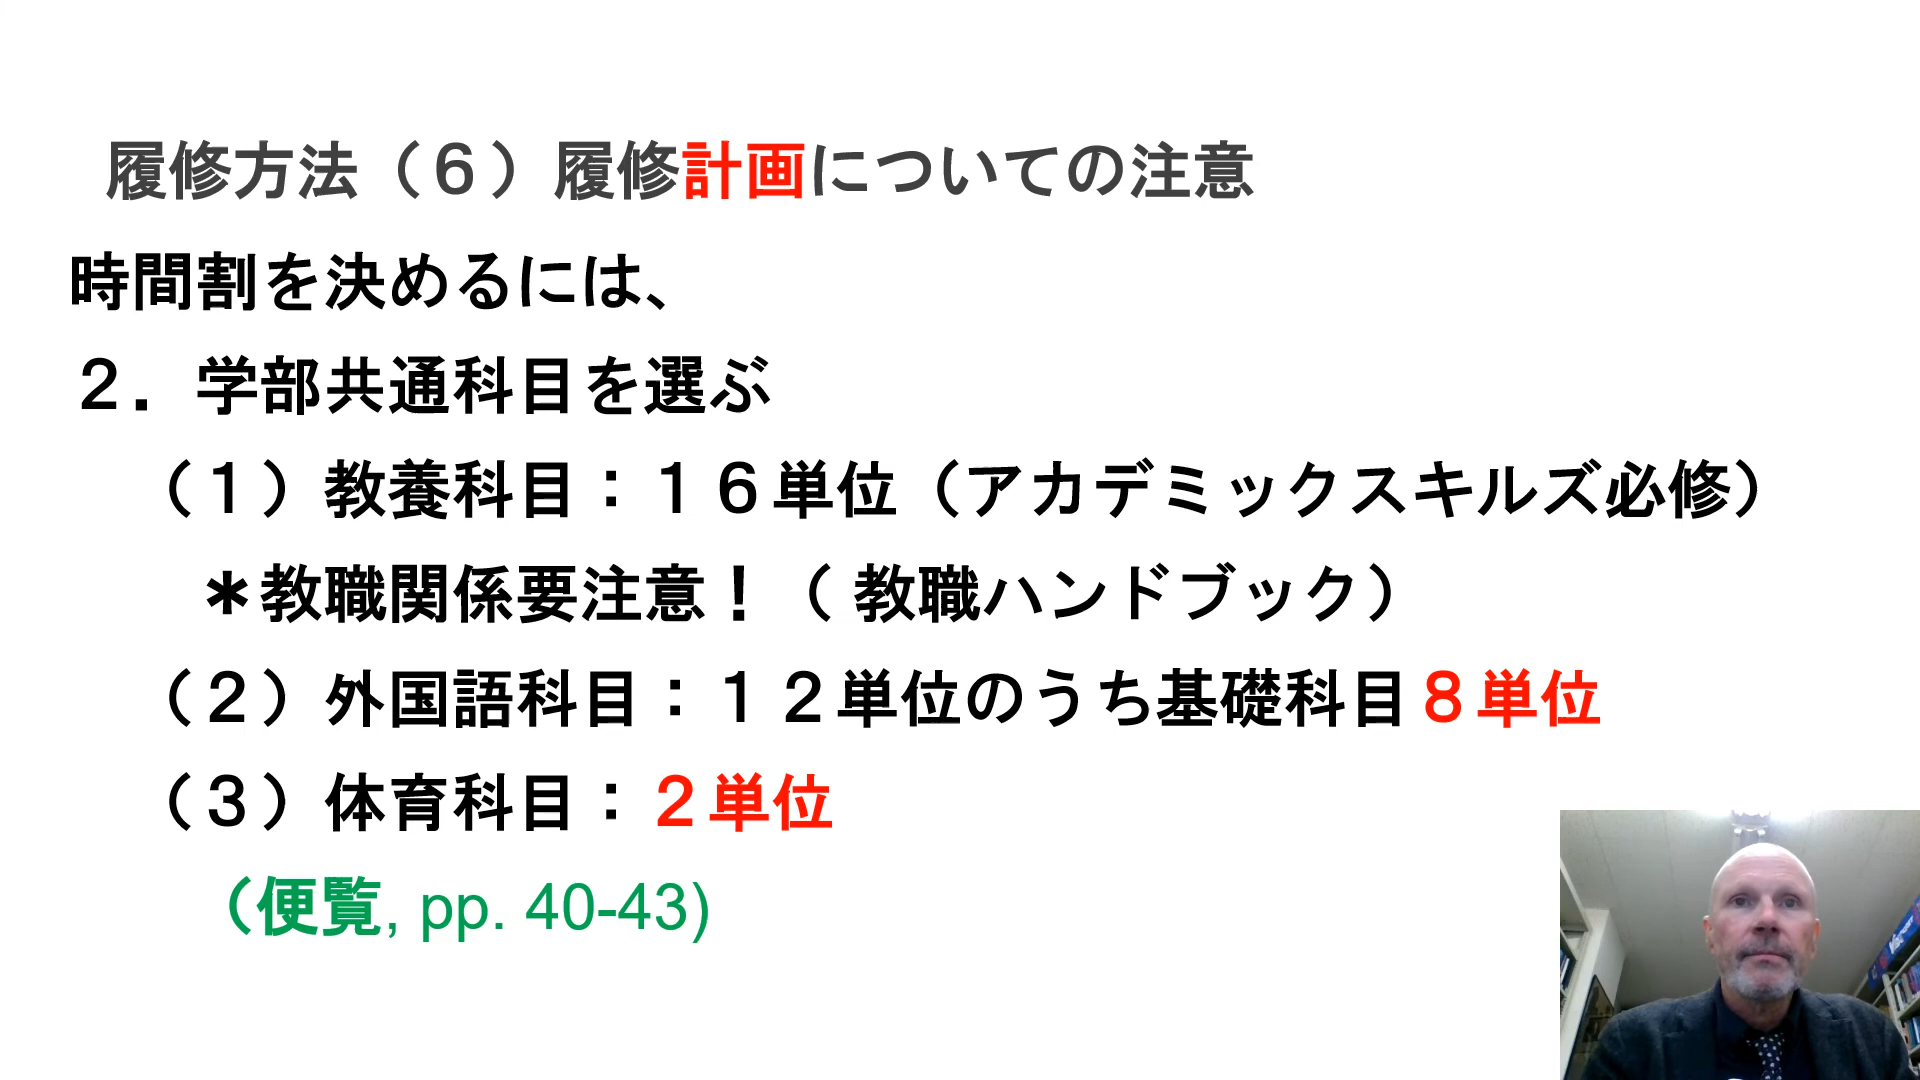 履修方法（６）履修計画についての注意
時間割を決めるには、
２．学部共通科目を選ぶ
（１）教養科目：１６単位（アカデミックスキルズ必修）
＊教職関係要注意！（ 教職ハンドブック）
（２）外国語科目：１２単位のうち基礎科目８単位
（３）体育科目：２単位
（便覧, pp. 40-43)